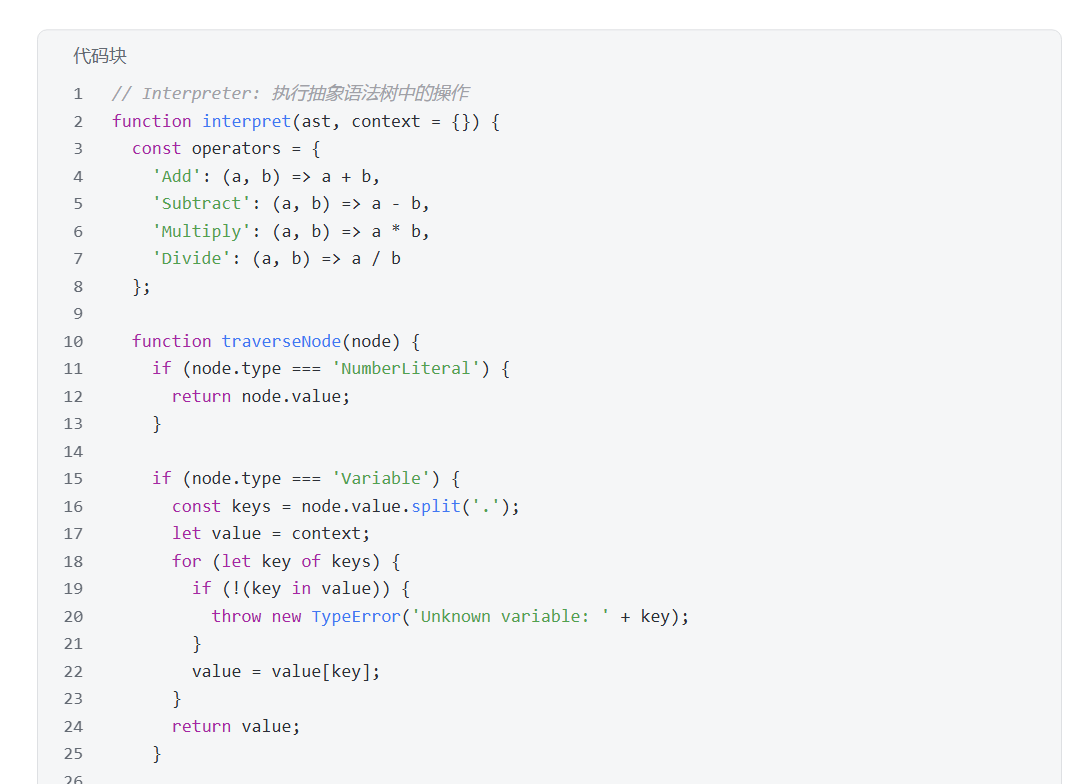 代码块
1 // Interpreter: 执行抽象语法树中的操作
2 function interpret(ast, context = {}) {
3   const operators = {
4     'Add': (a, b) => a + b,
5     'Subtract': (a, b) => a - b,
6     'Multiply': (a, b) => a * b,
7     'Divide': (a, b) => a / b
8   };
9
10   function traverseNode(node) {
11     if (node.type === 'NumberLiteral') {
12       return node.value;
13     }
14
15     if (node.type === 'Variable') {
16       const keys = node.value.split('.');
17       let value = context;
18       for (let key of keys) {
19         if (!(key in value)) {
20           throw new TypeError('Unknown variable: ' + key);
21         }
22         value = value[key];
23       }
24       return value;
25     }
26